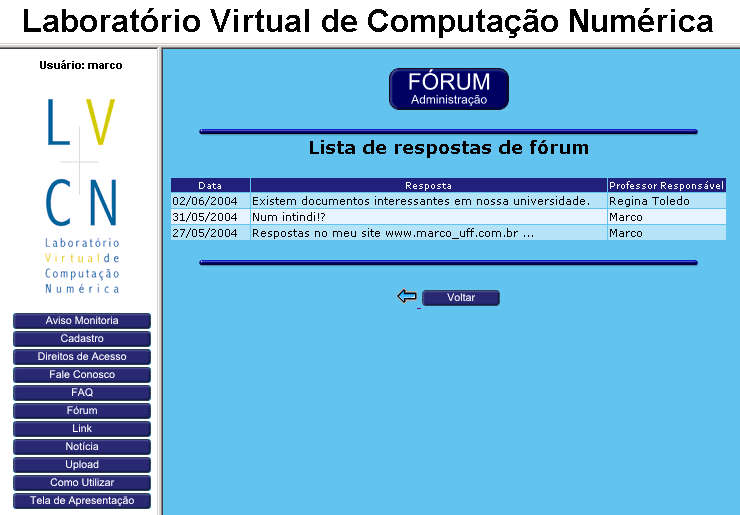 Laboratório Virtual de Computação Numérica
Usuário: marco
L V
C N
Laboratório
Virtual de
Computação
Numérica
Aviso Monitoria
Cadastro
Direitos de Acesso
Fale Conosco
FAQ
Fórum
Link
Notícia
Upload
Como Utilizar
Tela de Apresentação
FÓRUM
Administração
Lista de respostas de fórum
Data Resposta Professor Responsável
02/06/2004 Existem documentos interessantes em nossa universidade. Regina Toledo
31/05/2004 Num intindi!? Marco
27/05/2004 Respostas no meu site www.marco_uff.com.br ... Marco
Voltar